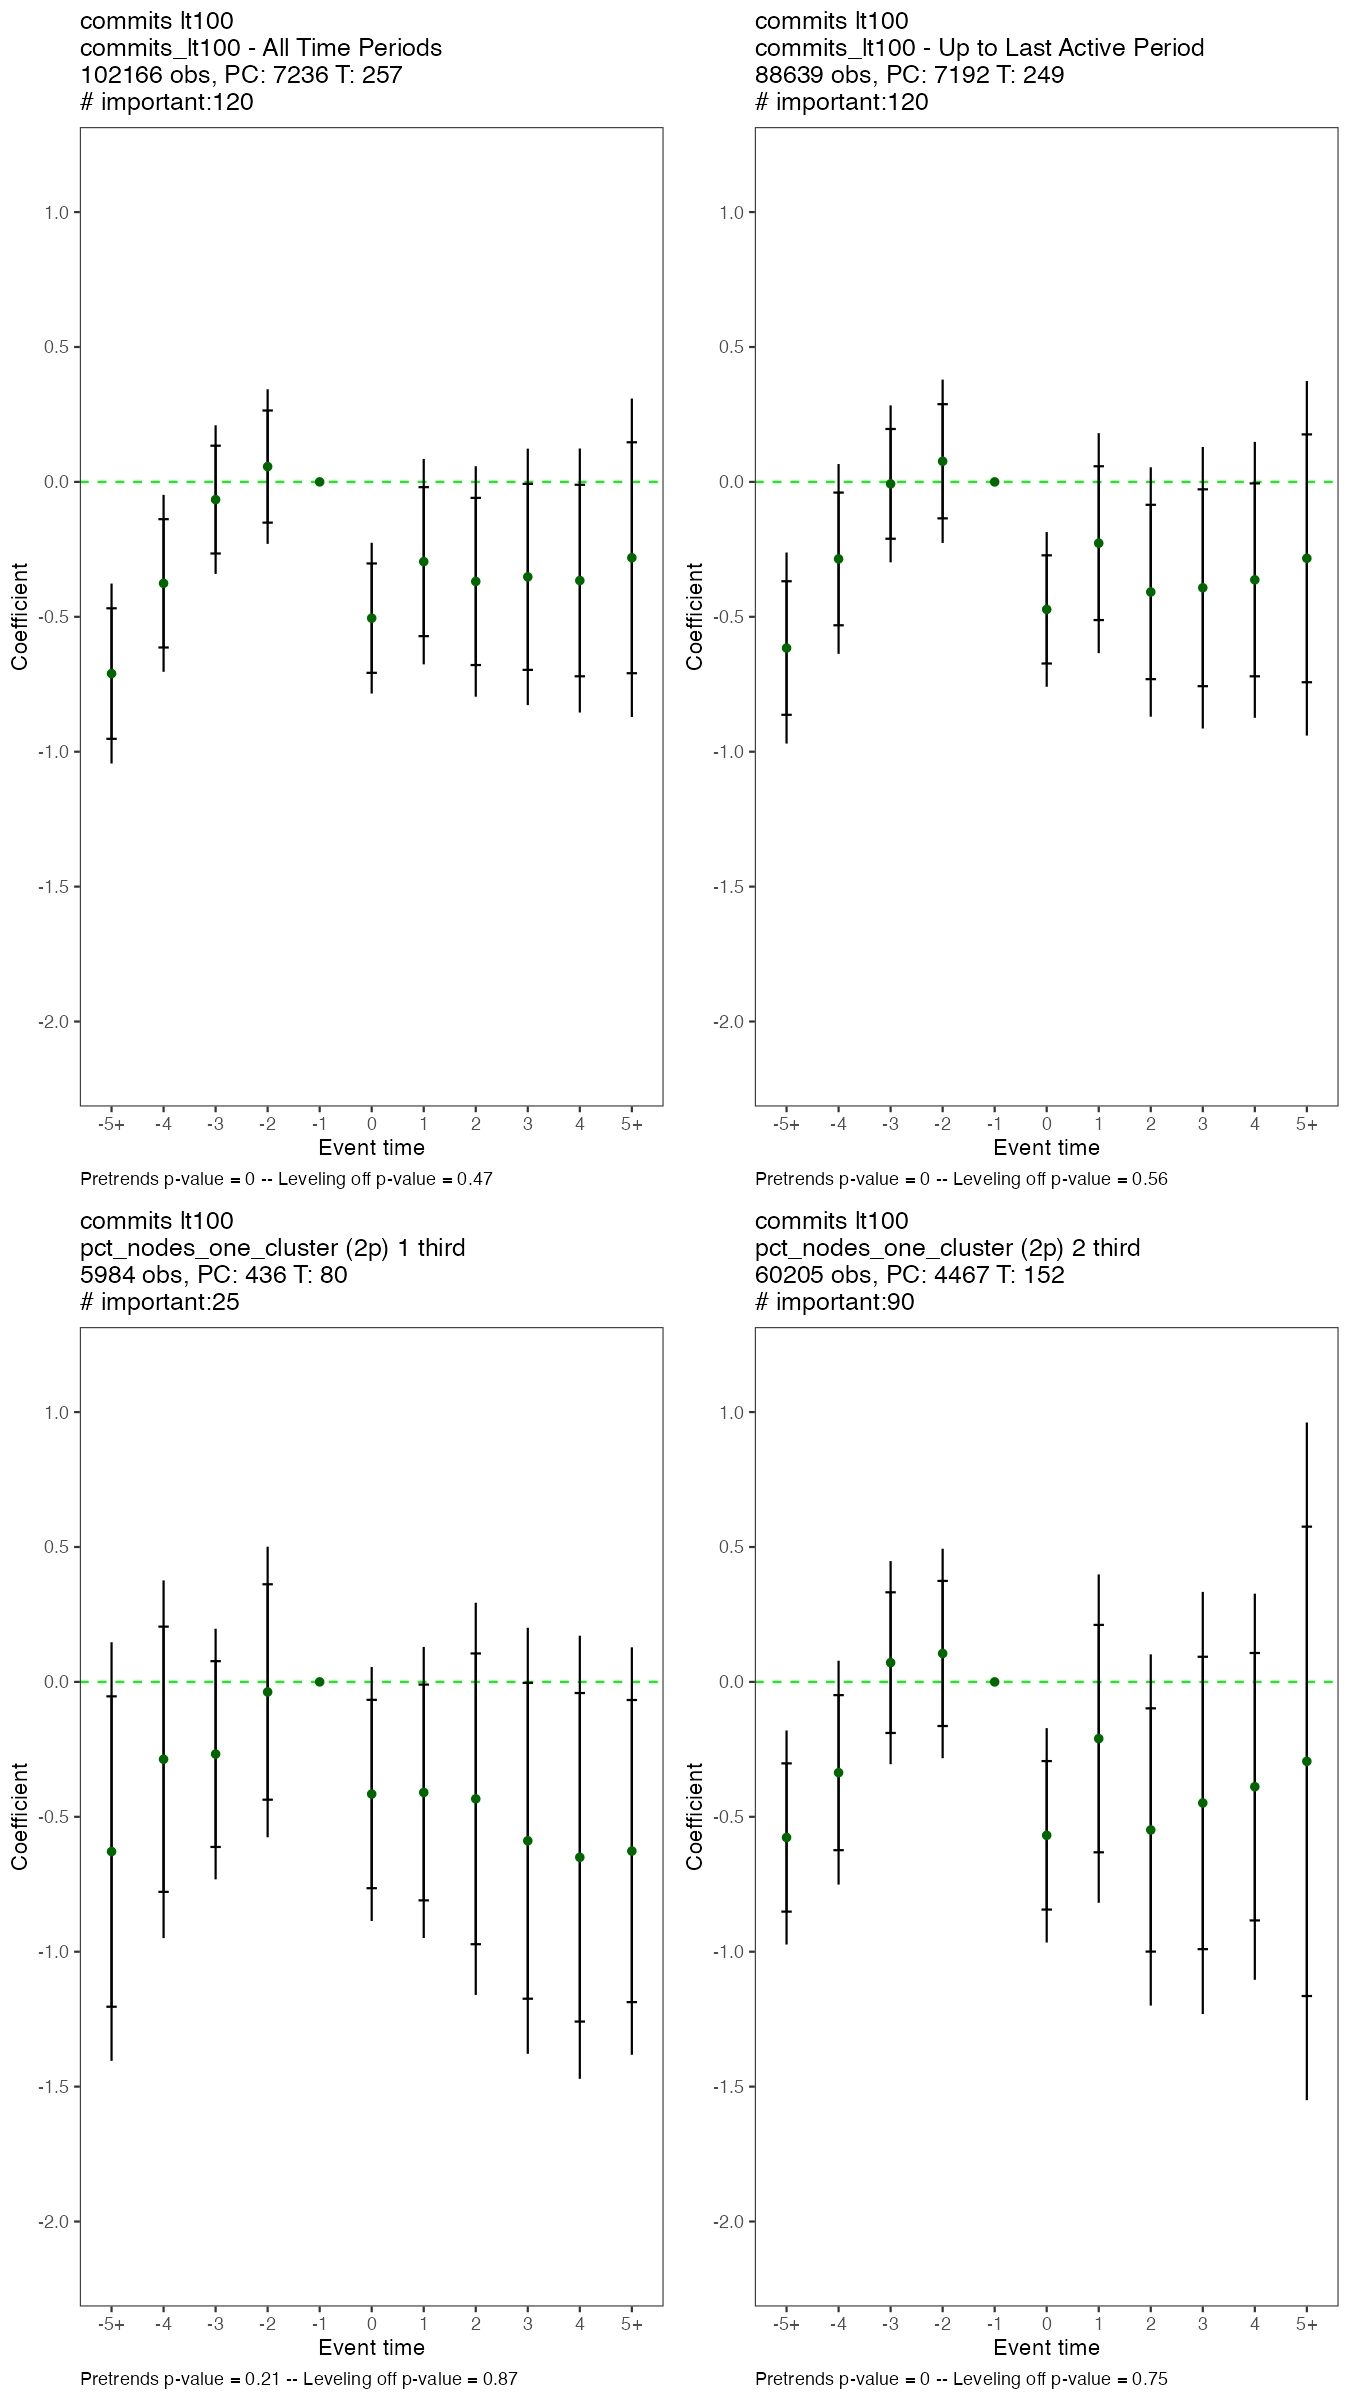 commits lt100
commits_lt100 - All Time Periods
102166 obs, PC: 7236 T: 257
# important:120
1.0
0.5
0.0
-0.5
-1.0
-1.5
-2.0
Coefficient
-5+ -4 -3 -2 -1 0 1 2 3 4 5+
Event time
Pretrends p-value = 0 -- Leveling off p-value = 0.47
commits lt100
commits_lt100 - Up to Last Active Period
88639 obs, PC: 7192 T: 249
# important:120
1.0
0.5
0.0
-0.5
-1.0
-1.5
-2.0
Coefficient
-5+ -4 -3 -2 -1 0 1 2 3 4 5+
Event time
Pretrends p-value = 0 -- Leveling off p-value = 0.56
commits lt100
pct_nodes_one_cluster (2p) 1 third
5984 obs, PC: 436 T: 80
# important:25
1.0
0.5
0.0
-0.5
-1.0
-1.5
-2.0
Coefficient
-5+ -4 -3 -2 -1 0 1 2 3 4 5+
Event time
Pretrends p-value = 0.21 -- Leveling off p-value = 0.87
commits lt100
pct_nodes_one_cluster (2p) 2 third
60205 obs, PC: 4467 T: 152
# important:90
1.0
0.5
0.0
-0.5
-1.0
-1.5
-2.0
Coefficient
-5+ -4 -3 -2 -1 0 1 2 3 4 5+
Event time
Pretrends p-value = 0 -- Leveling off p-value = 0.75